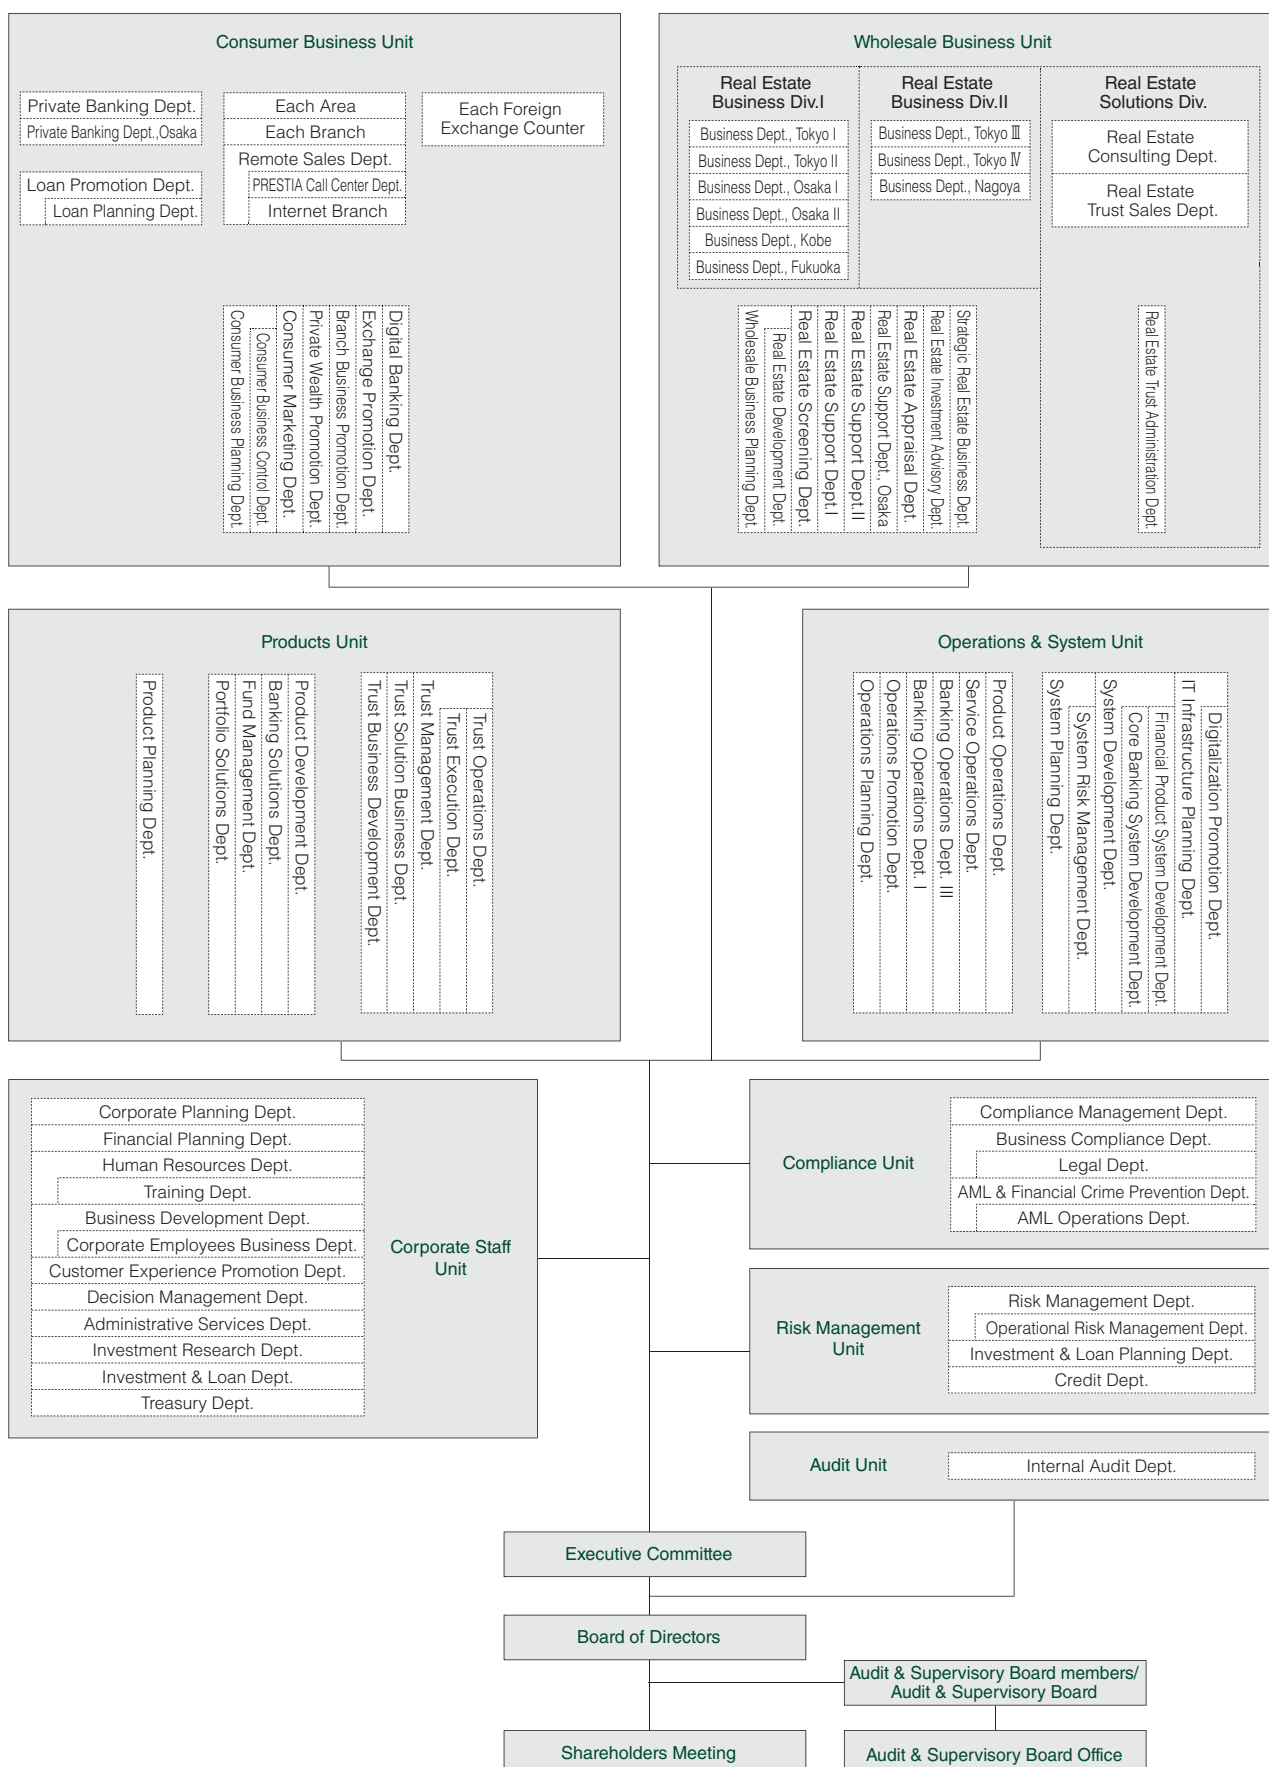 Consumer Business Unit
Private Banking Dept.
Private Banking Dept.,Osaka
Loan Promotion Dept.
Loan Planning Dept.
Each Area
Each Branch
Remote Sales Dept.
PRESTIA Call Center Dept.
Internet Branch
Each Foreign
Exchange Counter
Consumer Business Planning Dept.
Consumer Business Control Dept.
Consumer Marketing Dept.
Private Wealth Promotion Dept.
Branch Business Promotion Dept.
Exchange Promotion Dept.
Digital Banking Dept.
Wholesale Business Unit
Real Estate
Business Div.I
Business Dept., Tokyo I
Business Dept., Tokyo II
Business Dept., Osaka I
Business Dept., Osaka II
Business Dept., Kobe
Business Dept., Fukuoka
Real Estate
Business Div.II
Business Dept., Tokyo Ⅲ
Business Dept., Tokyo Ⅳ
Business Dept., Nagoya
Real Estate
Solutions Div.
Real Estate
Consulting Dept.
Real Estate
Trust Sales Dept.
Wholesale Business Planning Dept.
Real Estate Development Dept.
Real Estate Screening Dept.
Real Estate Support Dept.I
Real Estate Support Dept.II
Real Estate Support Dept., Osaka
Real Estate Appraisal Dept.
Real Estate Investment Advisory Dept.
Strategic Real Estate Business Dept.
Real Estate Trust Administration Dept.
Products Unit
Product Planning Dept.
Portfolio Solutions Dept.
Fund Management Dept.
Banking Solutions Dept.
Product Development Dept.
Trust Business Development Dept.
Trust Solution Business Dept.
Trust Management Dept.
Trust Execution Dept.
Trust Operations Dept.
Operations & System Unit
Operations Planning Dept.
Operations Promotion Dept.
Banking Operations Dept. I
Banking Operations Dept. III
Service Operations Dept.
Product Operations Dept.
System Planning Dept.
System Risk Management Dept.
System Development Dept.
Core Banking System Development Dept.
Financial Product System Development Dept.
IT Infrastructure Planning Dept.
Digitalization Promotion Dept.
Corporate Planning Dept.
Financial Planning Dept.
Human Resources Dept.
Training Dept.
Business Development Dept.
Corporate Employees Business Dept.
Customer Experience Promotion Dept.
Decision Management Dept.
Administrative Services Dept.
Investment Research Dept.
Investment & Loan Dept.
Treasury Dept.
Corporate Staff
Unit
Compliance Unit
Compliance Management Dept.
Business Compliance Dept.
Legal Dept.
AML & Financial Crime Prevention Dept.
AML Operations Dept.
Risk Management
Unit
Risk Management Dept.
Operational Risk Management Dept.
Investment & Loan Planning Dept.
Credit Dept.
Audit Unit
Internal Audit Dept.
Executive Committee
Board of Directors
Audit & Supervisory Board members/
Audit & Supervisory Board
Shareholders Meeting
Audit & Supervisory Board Office